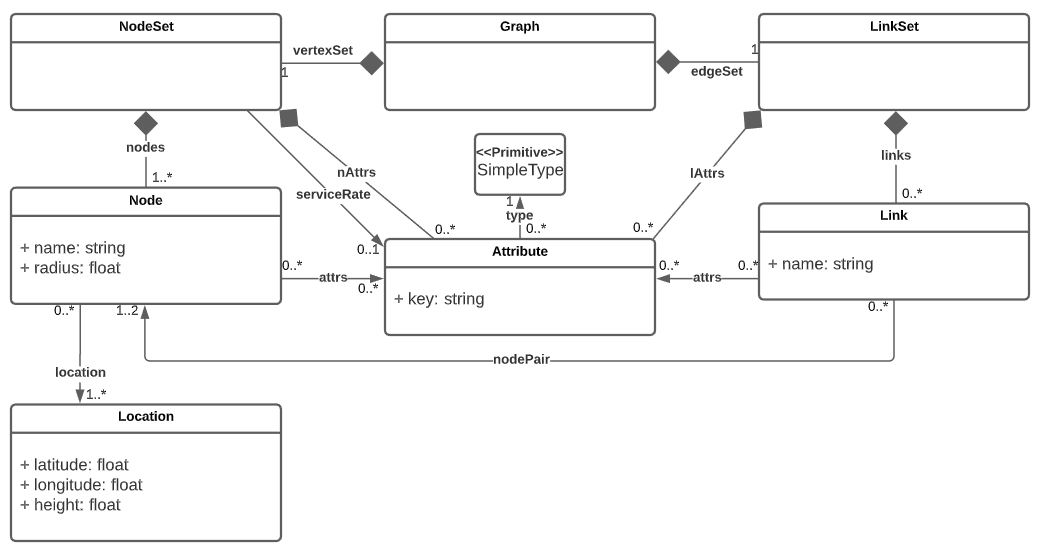 NodeSet
Graph
LinkSet
vertexSet
1
1
edgeSet
nodes
1..*
nAttrs
serviceRate
<<Primitive>>
SimpleType
1
type
0..*
lAttrs
links
0..*
Node
+ name: string
+ radius: float
0..*
0..1
0..*
Attribute
+ key: string
Link
+ name: string
0..*
attrs
0..*
0..*
attrs
0..*
0..*
1..2
0..*
nodePair
location
1..*
Location
+ latitude: float
+ longitude: float
+ height: float